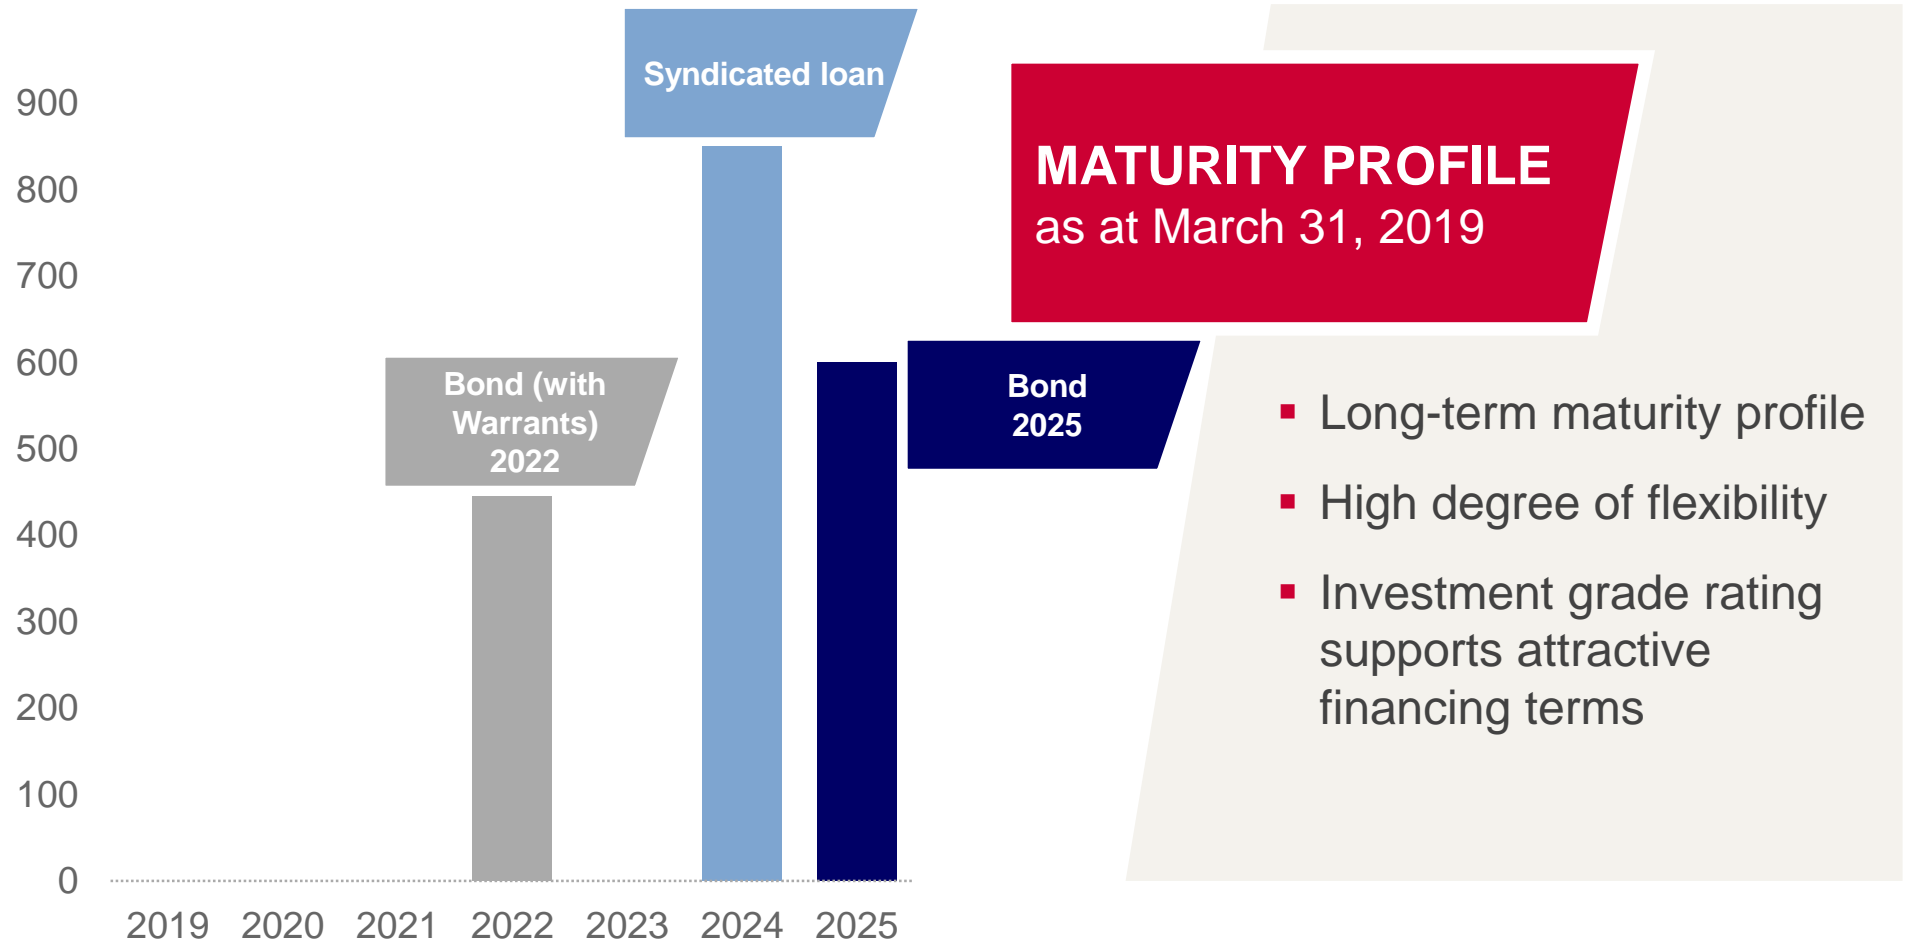 Syndicated loan
900
800
700
600
500
400
300
200
100
0
Bond (with
Warrants)
2022
Bond
2025
2019 2020 2021 2022 2023 2024 2025
MATURITY PROFILE
as at March 31, 2019
▪ Long-term maturity profile
▪ High degree of flexibility
▪ Investment grade rating
supports attractive
financing terms